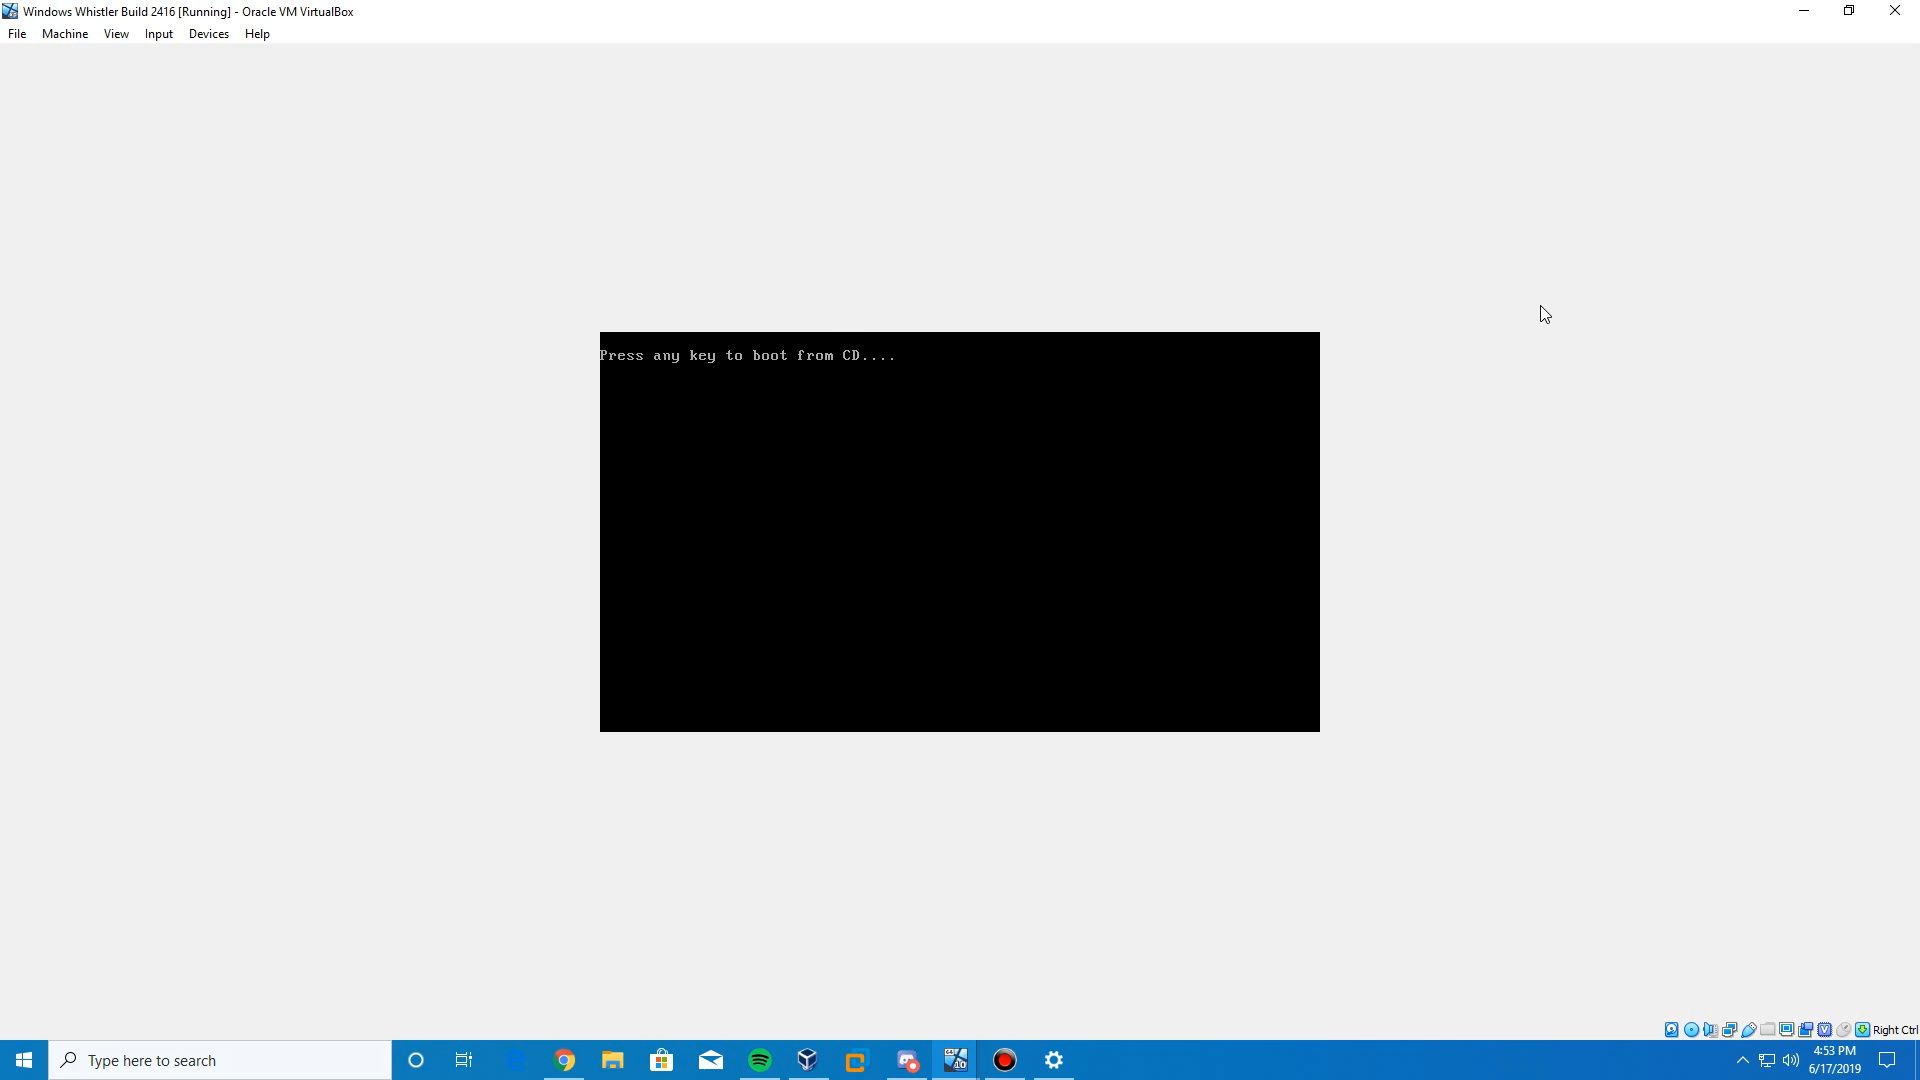 Windows Whistler Build 2416 [Running] - Oracle VM VirtualBox
File Machine View Input Devices Help
Press any key to boot from CD....
Right Ctrl
Type here to search
4:53 PM
6/17/2019